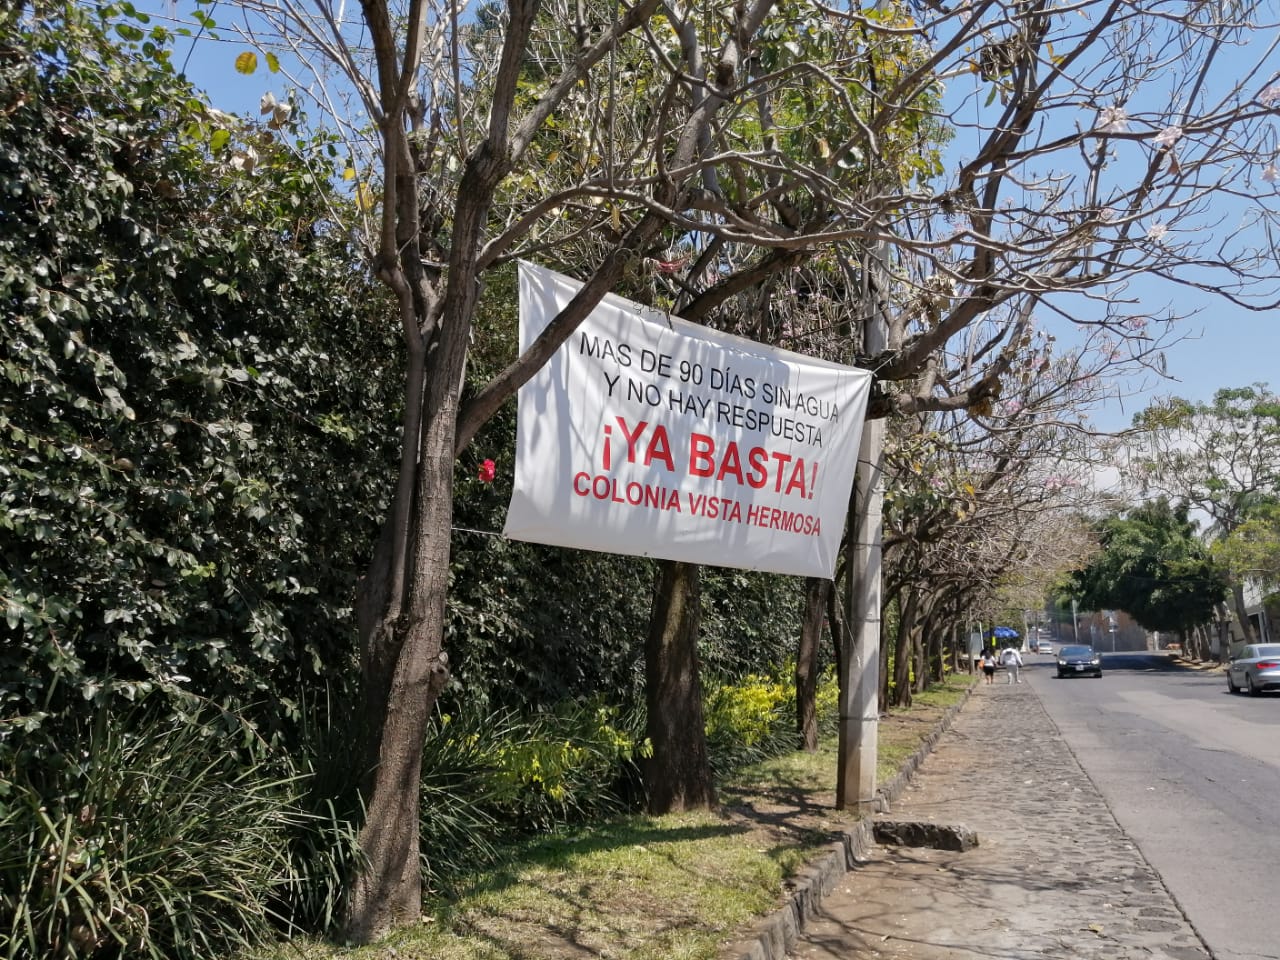 MAS DE 90 DÍAS SIN AGUA
Y NO HAY RESPUESTA
¡YA BASTA!
COLONIA VISTA HERMOSA